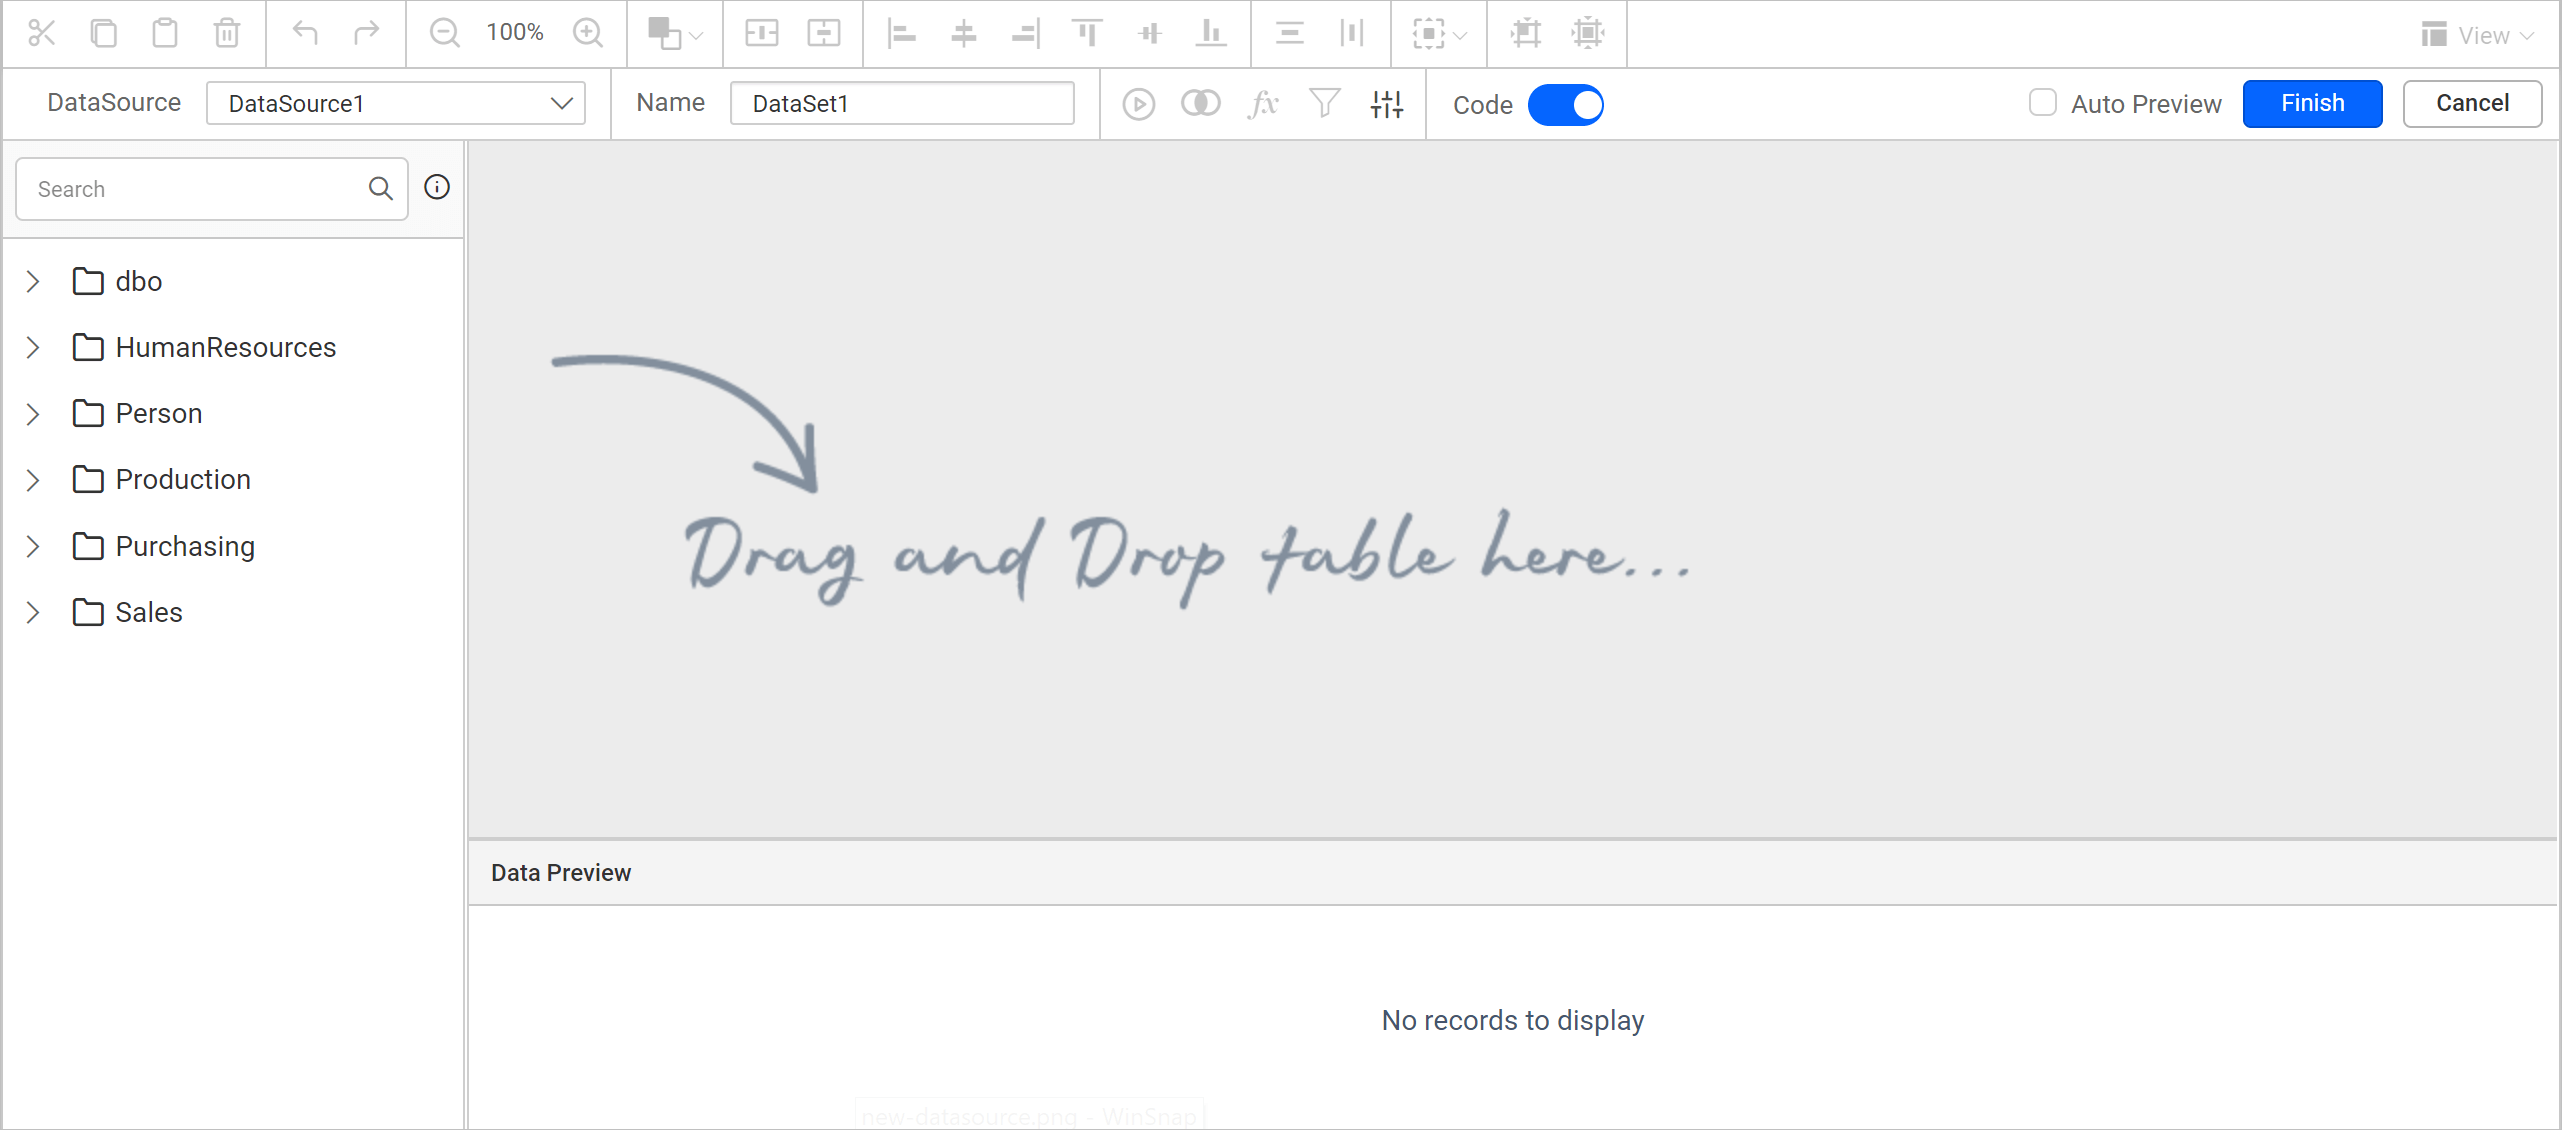 100%
View
DataSource DataSource1 Name DataSet1 fx Code Auto Preview Finish Cancel
Search
dbo
HumanResources
Person
Production
Purchasing
Sales
Drag and Drop table here...
Data Preview
No records to display
new-datasource.png - WinSnap